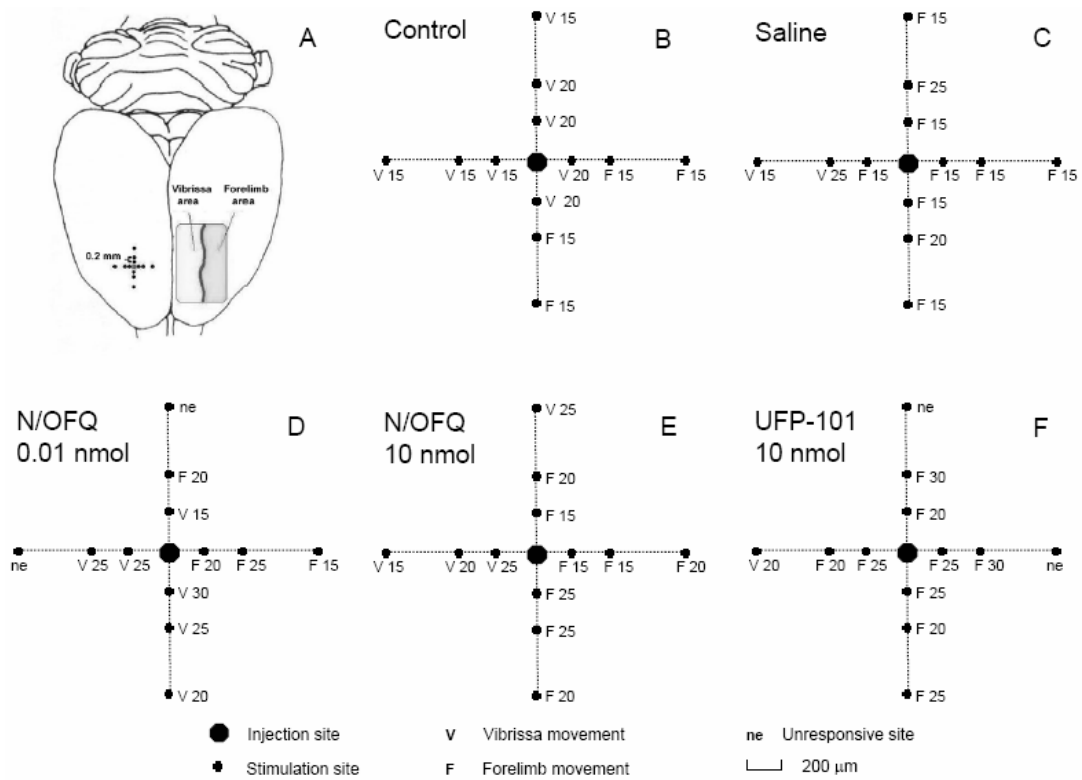 A
Vibrissa Forelimb
area area
0.2 mm
Control
B
V 15
V 20
V 20
V 15 V 15 V 15 V 20 F 15 F 15
V 20
F 15
F 15
Saline
C
F 15
F 25
F 15
V 15 V 25 F 15 F 15 F 15 F 15
F 15
F 20
F 15
N/OFQ
0.01 nmol
D
ne
F 20
V 15
ne V 25 V 25 F 20 F 25 F 15
V 30
V 25
V 20
N/OFQ
10 nmol
E
V 25
F 20
F 15
V 15 V 20 V 25 F 15 F 15 F 20
F 25
F 25
F 20
UFP-101
10 nmol
F
ne
F 30
F 20
V 20 F 20 F 25 F 25 F 30 ne
F 25
F 20
F 25
Injection site V Vibrissa movement ne Unresponsive site
Stimulation site F Forelimb movement 200 µm